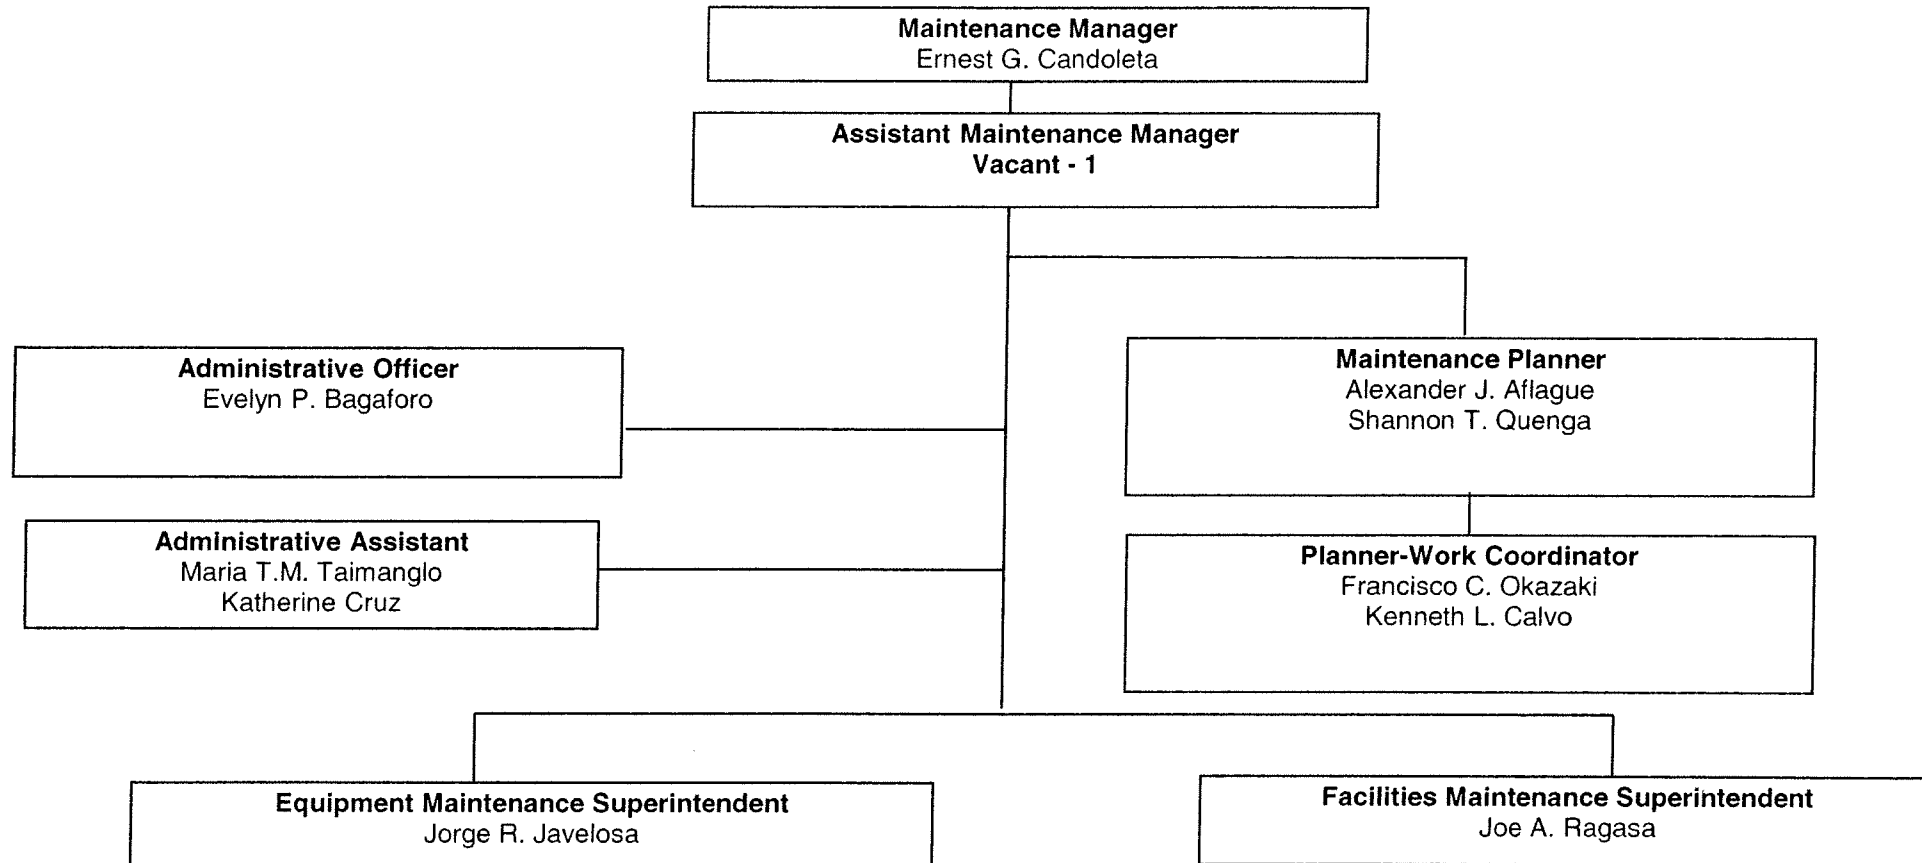 Maintenance Manager
Ernest G. Candoleta
Assistant Maintenance Manager
Vacant - 1
Administrative Officer
Evelyn P. Bagaforo
Maintenance Planner
Alexander J. Aflague
Shannon T. Quenga
Administrative Assistant
Maria T.M. Taimanglo
Katherine Cruz
Planner-Work Coordinator
Francisco C. Okazaki
Kenneth L. Calvo
Equipment Maintenance Superintendent
Jorge R. Javelosa
Facilities Maintenance Superintendent
Joe A. Ragasa